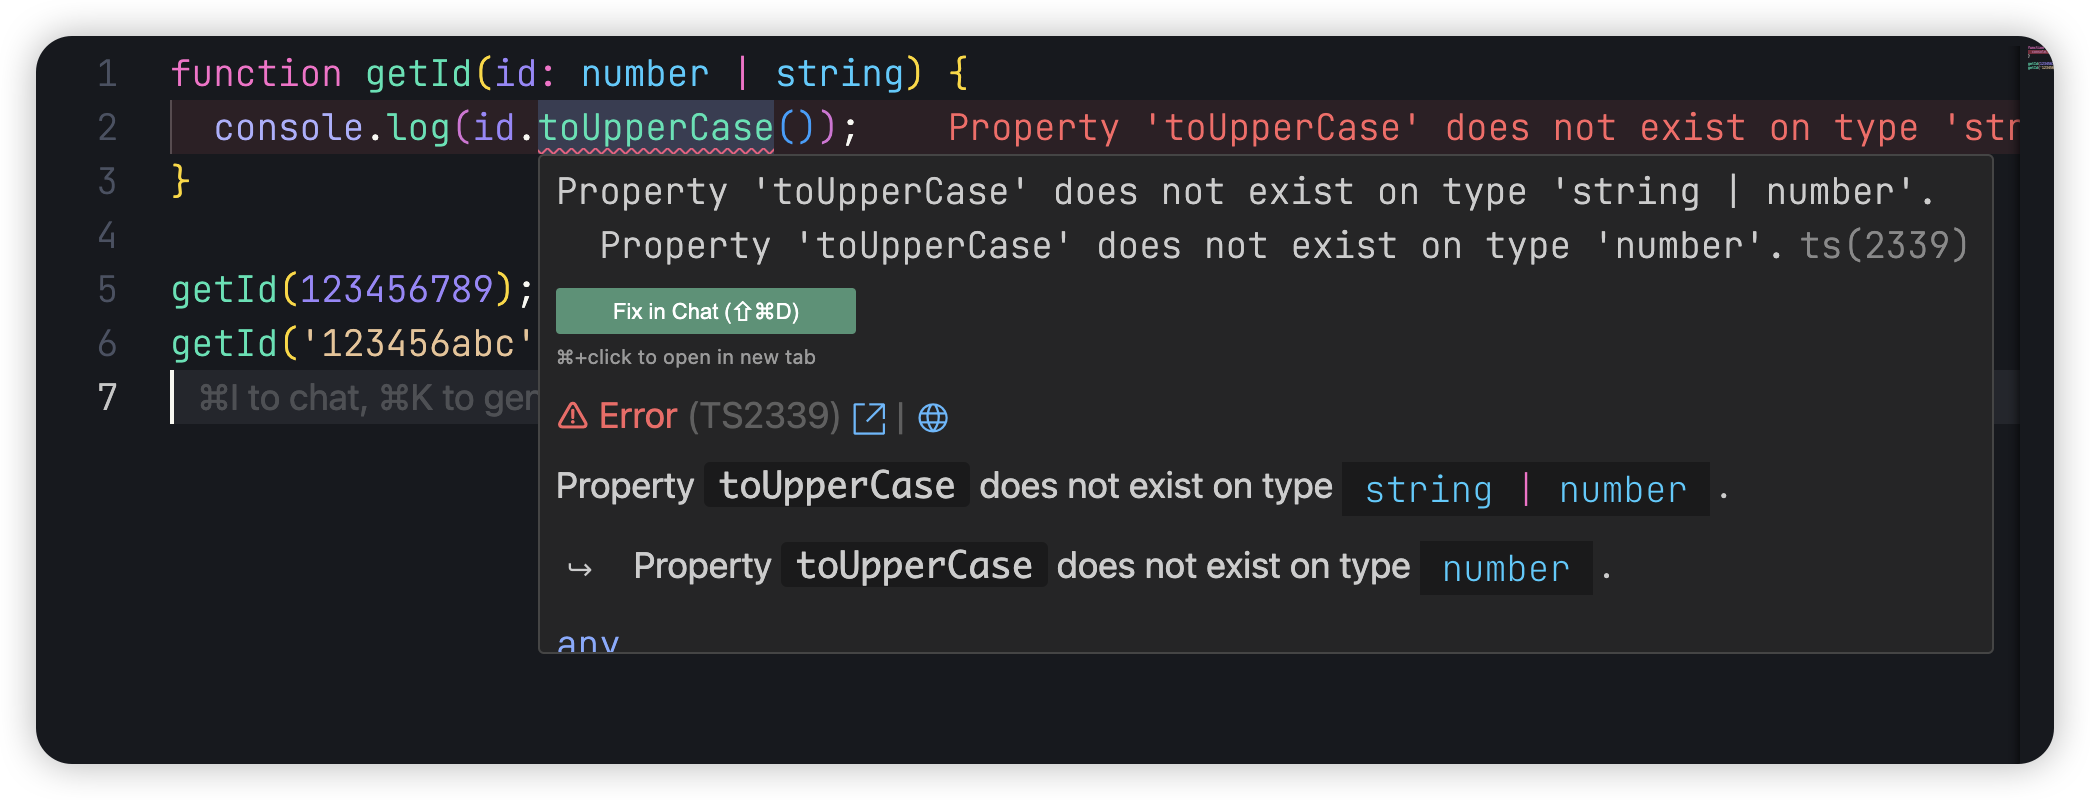 1 function getId(id: number | string) {
2 console.log(id.toUpperCase()); Property 'toUpperCase' does not exist on type 'str
3 }
4
5 getId(123456789);
6 getId('123456abc'
7 ⌘I to chat, ⌘K to gen
Property 'toUpperCase' does not exist on type 'string | number'.
Property 'toUpperCase' does not exist on type 'number'. ts(2339)
Fix in Chat (⇧⌘D)
⌘+click to open in new tab
Error (TS2339) |
Property toUpperCase does not exist on type string | number .
↪ Property toUpperCase does not exist on type number .
any